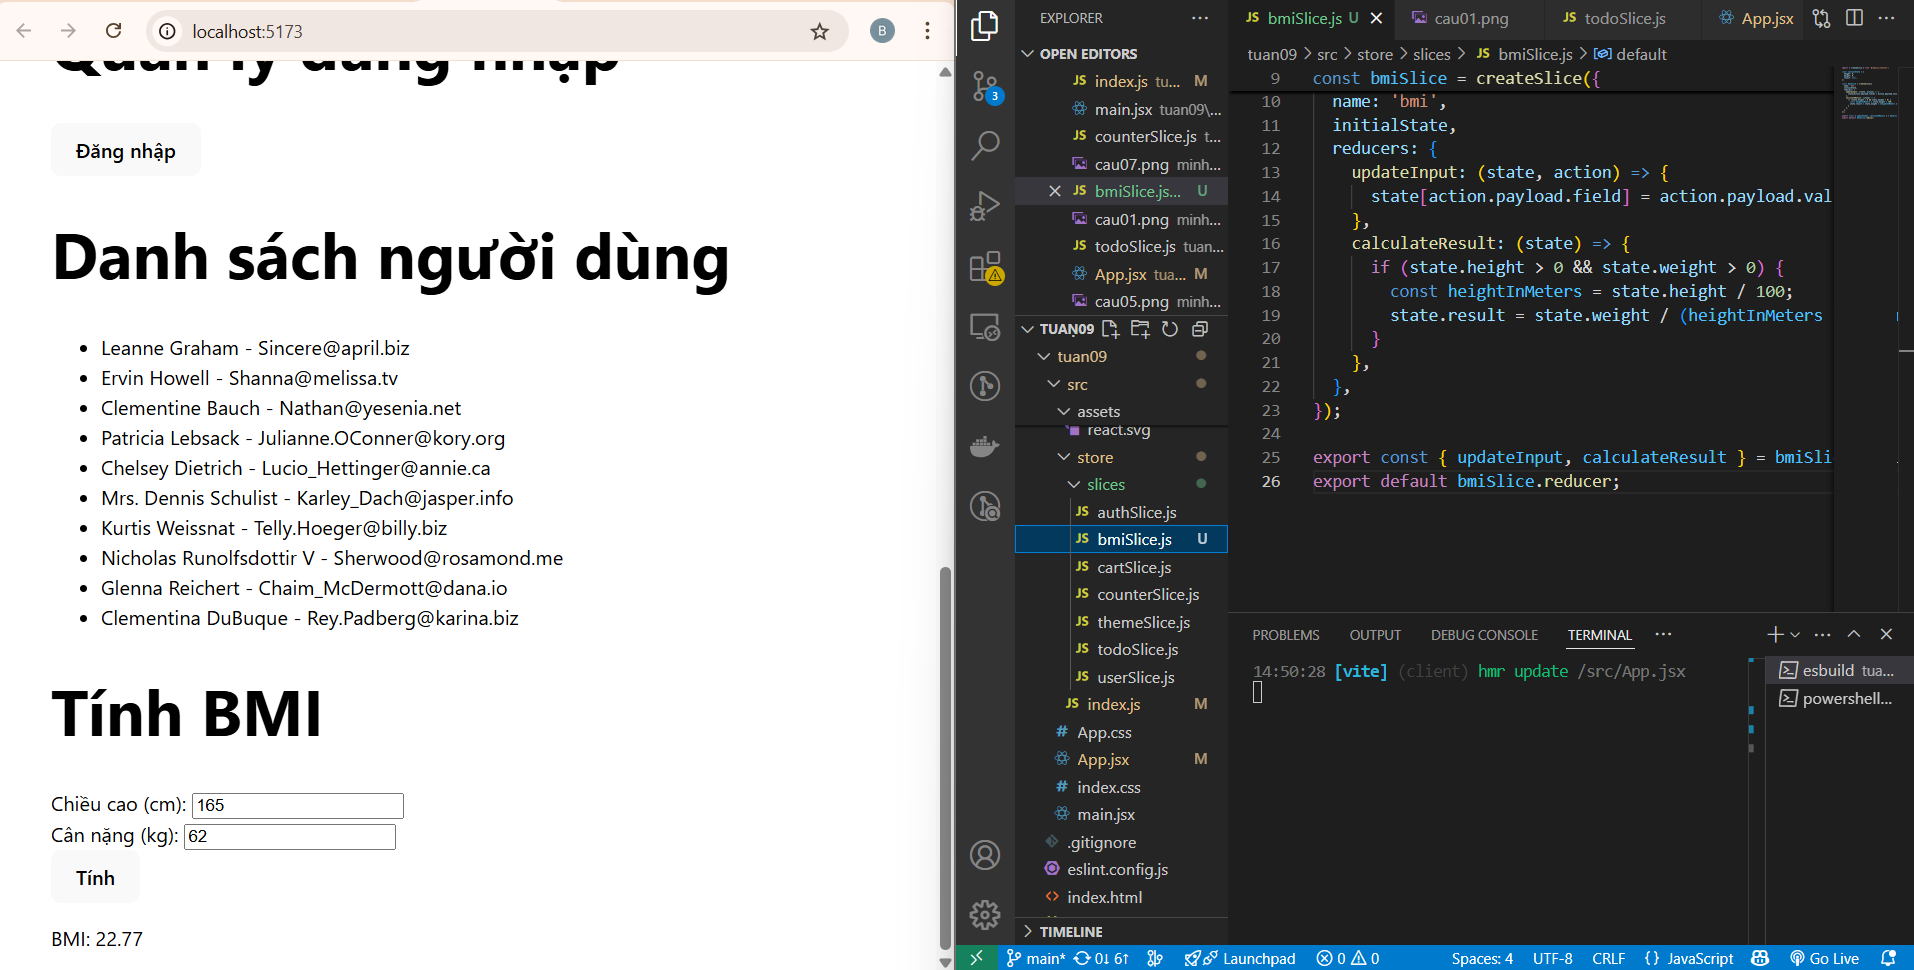 localhost:5173
B
Quản lý đăng nhập
Đăng nhập
Danh sách người dùng
Leanne Graham - Sincere@april.biz
Ervin Howell - Shanna@melissa.tv
Clementine Bauch - Nathan@yesenia.net
Patricia Lebsack - Julianne.OConner@kory.org
Chelsey Dietrich - Lucio_Hettinger@annie.ca
Mrs. Dennis Schulist - Karley_Dach@jasper.info
Kurtis Weissnat - Telly.Hoeger@billy.biz
Nicholas Runolfsdottir V - Sherwood@rosamond.me
Glenna Reichert - Chaim_McDermott@dana.io
Clementina DuBuque - Rey.Padberg@karina.biz
Tính BMI
Chiều cao (cm): 165
Cân nặng (kg): 62
Tính
BMI: 22.77
3
EXPLORER ...
OPEN EDITORS
JS index.js tu... M
main.jsx tuan09\...
JS counterSlice.js t...
cau07.png minh...
JS bmiSlice.js... U
cau01.png minh...
JS todoSlice.js tuan...
App.jsx tua... M
cau05.png minh...
TUAN09
tuan09
src
assets
react.svg
store
slices
JS authSlice.js
JS bmiSlice.js U
JS cartSlice.js
JS counterSlice.js
JS themeSlice.js
JS todoSlice.js
JS userSlice.js
JS index.js M
# App.css
App.jsx M
# index.css
main.jsx
.gitignore
eslint.config.js
<> index.html
TIMELINE
JS bmiSlice.js U
cau01.png
JS todoSlice.js
App.jsx
...
tuan09 > src > store > slices > JS bmiSlice.js > default
9 const bmiSlice = createSlice({
10 name: 'bmi',
11 initialState,
12 reducers: {
13 updateInput: (state, action) => {
14 state[action.payload.field] = action.payload.val
15 },
16 calculateResult: (state) => {
17 if (state.height > 0 && state.weight > 0) {
18 const heightInMeters = state.height / 100;
19 state.result = state.weight / (heightInMeters
20 }
21 },
22 },
23 });
24
25 export const { updateInput, calculateResult } = bmiSli
26 export default bmiSlice.reducer;
PROBLEMS OUTPUT DEBUG CONSOLE TERMINAL ...
14:50:28 [vite] (client) hmr update /src/App.jsx
esbuild tua...
powershell...
main* 0↓ 6↑ Launchpad 0 0 Spaces: 4 UTF-8 CRLF { } JavaScript Go Live